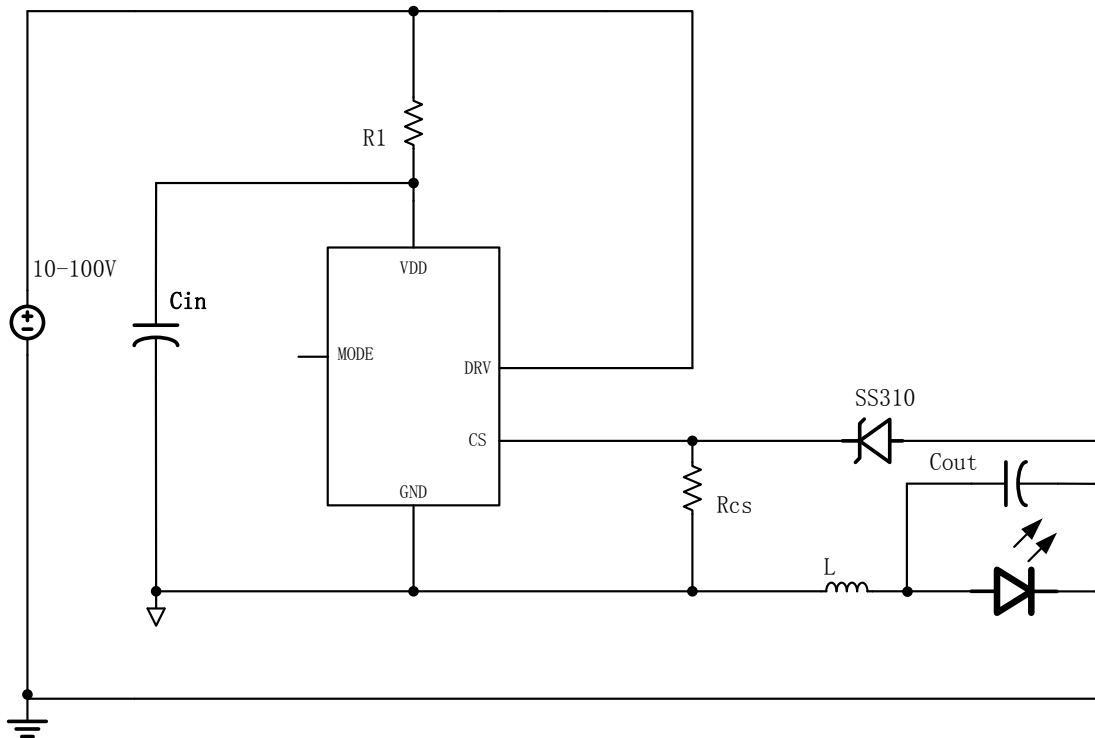 R1
10-100V
VDD
Cin
MODE
DRV
SS310
CS
Cout
GND
Rcs
L